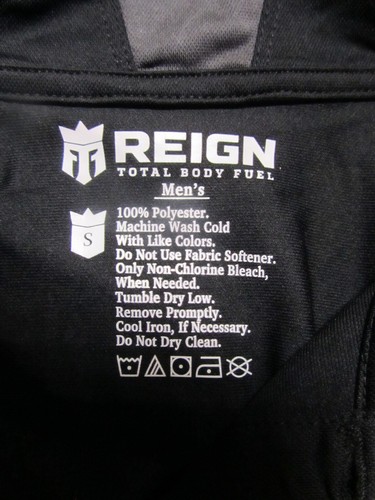 REIGN
TOTAL BODY FUEL
Men's
S
100% Polyester.
Machine Wash Cold
With Like Colors.
Do Not Use Fabric Softener.
Only Non-Chlorine Bleach,
When Needed.
Tumble Dry Low.
Remove Promptly.
Cool Iron, If Necessary.
Do Not Dry Clean.